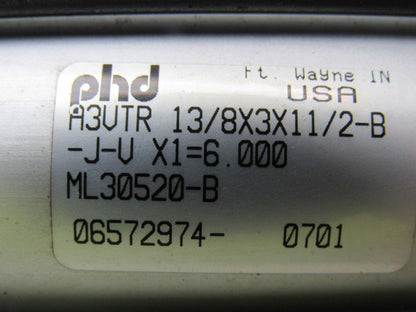 phd
Ft. Wayne IN
USA
A3VTR 13/8X3X11/2-B
-J-V X1=6.000
ML30520-B
06572974- 0701